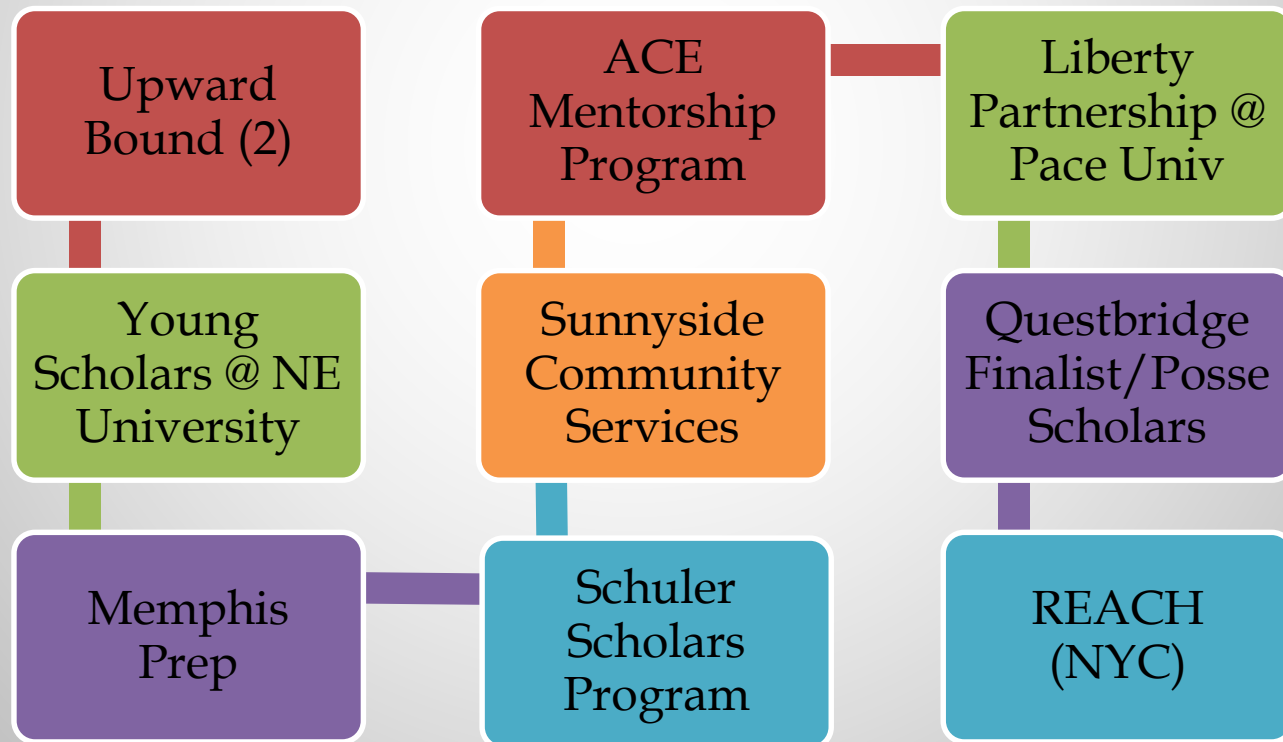 Upward
Bound (2)
Young
Scholars @ NE
University
Memphis
Prep
Schuler
Scholars
Program
Sunnyside
Community
Services
ACE
Mentorship
Program
Liberty
Partnership @
Pace Univ
Questbridge
Finalist/Posse
Scholars
REACH
(NYC)